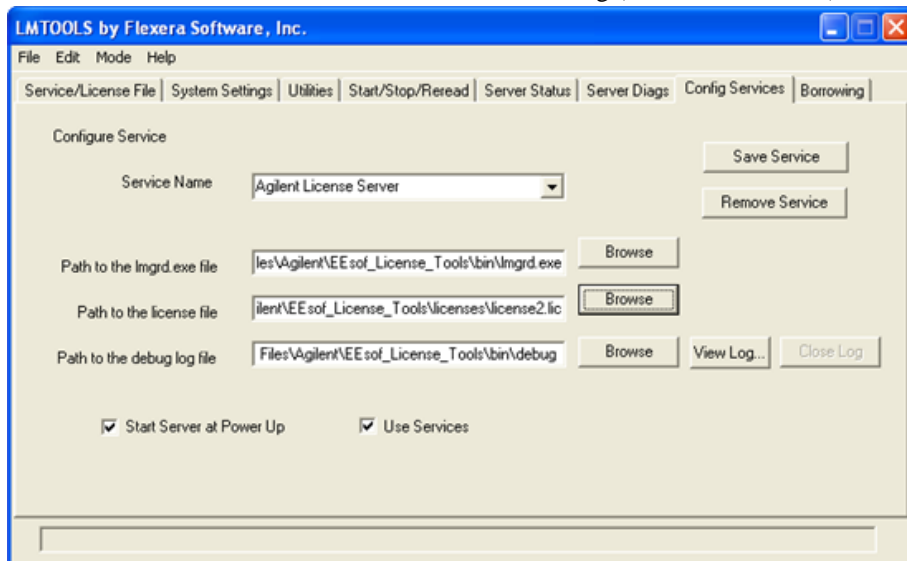 LMTOOLS by Flexera Software, Inc.
File Edit Mode Help
Service/License File System Settings Utilities Start/Stop/Reread Server Status Server Diags Config Services Borrowing
Configure Service
Save Service
Service Name Agilent License Server
Remove Service
Path to the lmgrd.exe file les\Agilent\EEsof_License_Tools\bin\lmgrd.exe Browse
Path to the license file ilent\EEsof_License_Tools\licenses\license2.lic Browse
Path to the debug log file Files\Agilent\EEsof_License_Tools\bin\debug Browse View Log... Close Log
Start Server at Power Up Use Services